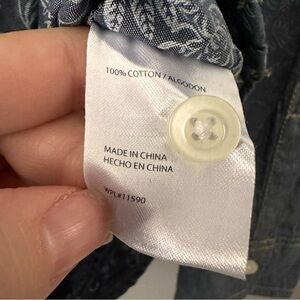 100% COTTON / ALGODON
MADE IN CHINA
HECHO EN CHINA
WPL#11590